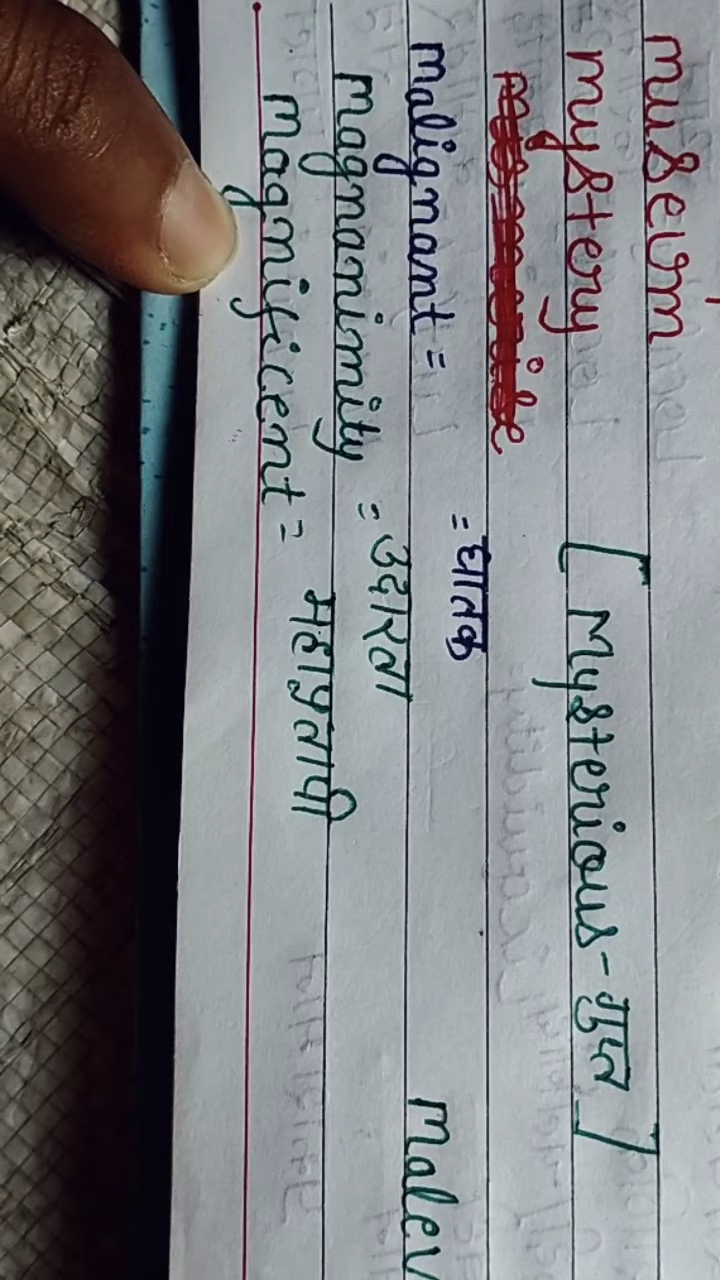 museum
mystery [Mysterious-गुप्त]
malignant = = घातक malev
magnanimity = उदारता
magnificent = महाप्रतापी